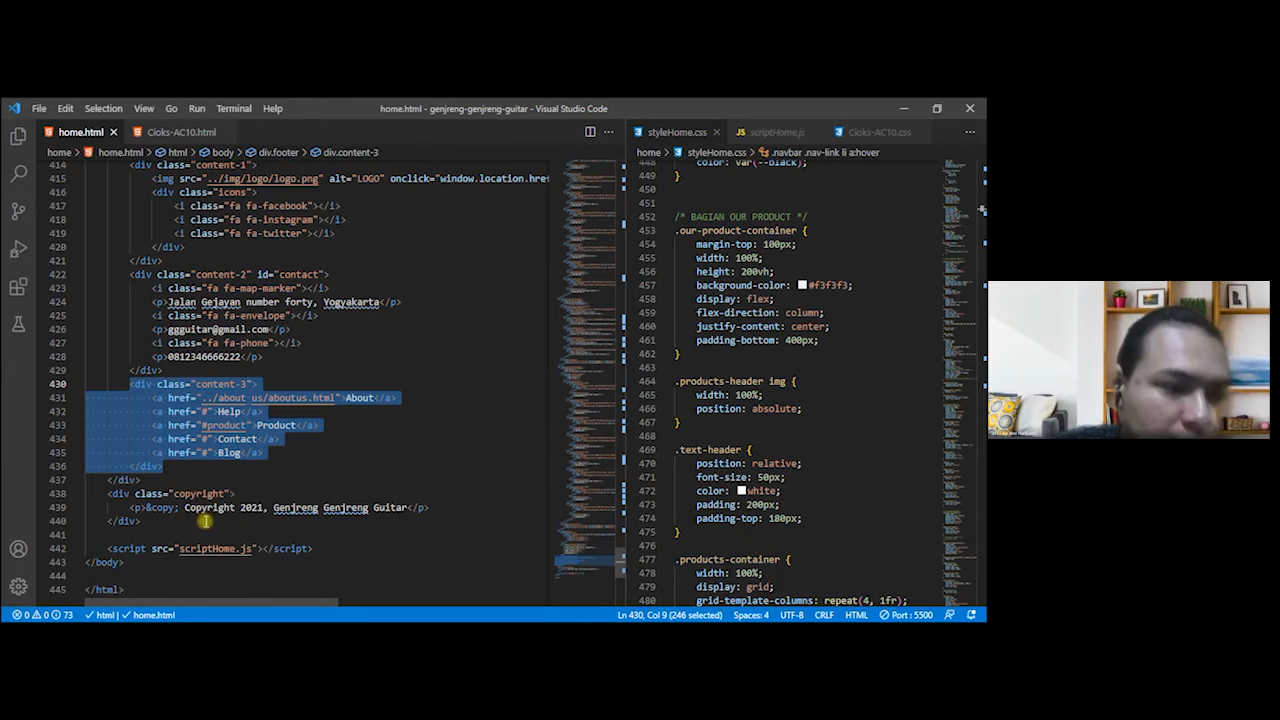 File Edit Selection View Go Run Terminal Help
home.html - genjreng-genjreng-guitar - Visual Studio Code
home.html Cioks-AC10.html
home > home.html > html > body > div.footer > div.content-3
414 <div class="content-1">
415 <img src="../img/logo/logo.png" alt="LOGO" onclick="window.location.href
416 <div class="icons">
417 <i class="fa fa-facebook"></i>
418 <i class="fa fa-instagram"></i>
419 <i class="fa fa-twitter"></i>
420 </div>
421 </div>
422 <div class="content-2" id="contact">
423 <i class="fa fa-map-marker"></i>
424 <p>Jalan Gejayan number forty, Yogyakarta</p>
425 <i class="fa fa-envelope"></i>
426 <p>ggguitar@gmail.com</p>
427 <i class="fa fa-phone"></i>
428 <p>0812346666222</p>
429 </div>
430 <div class="content-3">
431 <a href="../about us/aboutus.html">About</a>
432 <a href="#">Help</a>
433 <a href="#product">Product</a>
434 <a href="#">Contact</a>
435 <a href="#">Blog</a>
436 </div>
437 </div>
438 <div class="copyright">
439 <p>&copy; Copyright 2021, Genjreng Genjreng Guitar</p>
440 </div>
441
442 <script src="scriptHome.js"></script>
443 </body>
444
445 </html>
styleHome.css scriptHome.js Cioks-AC10.css
home > styleHome.css > .navbar .nav-link li a:hover
448 color: var(--black);
449 }
450
451
452 /* BAGIAN OUR PRODUCT */
453 .our-product-container {
454 margin-top: 100px;
455 width: 100%;
456 height: 200vh;
457 background-color: #f3f3f3;
458 display: flex;
459 flex-direction: column;
460 justify-content: center;
461 padding-bottom: 400px;
462 }
463
464 .products-header img {
465 width: 100%;
466 position: absolute;
467 }
468
469 .text-header {
470 position: relative;
471 font-size: 50px;
472 color: white;
473 padding: 200px;
474 padding-top: 180px;
475 }
476
477 .products-container {
478 width: 100%;
479 display: grid;
480 grid-template-columns: repeat(4, 1fr);
0 0 73 html home.html Ln 430, Col 9 (246 selected) Spaces: 4 UTF-8 CRLF HTML Port : 5500